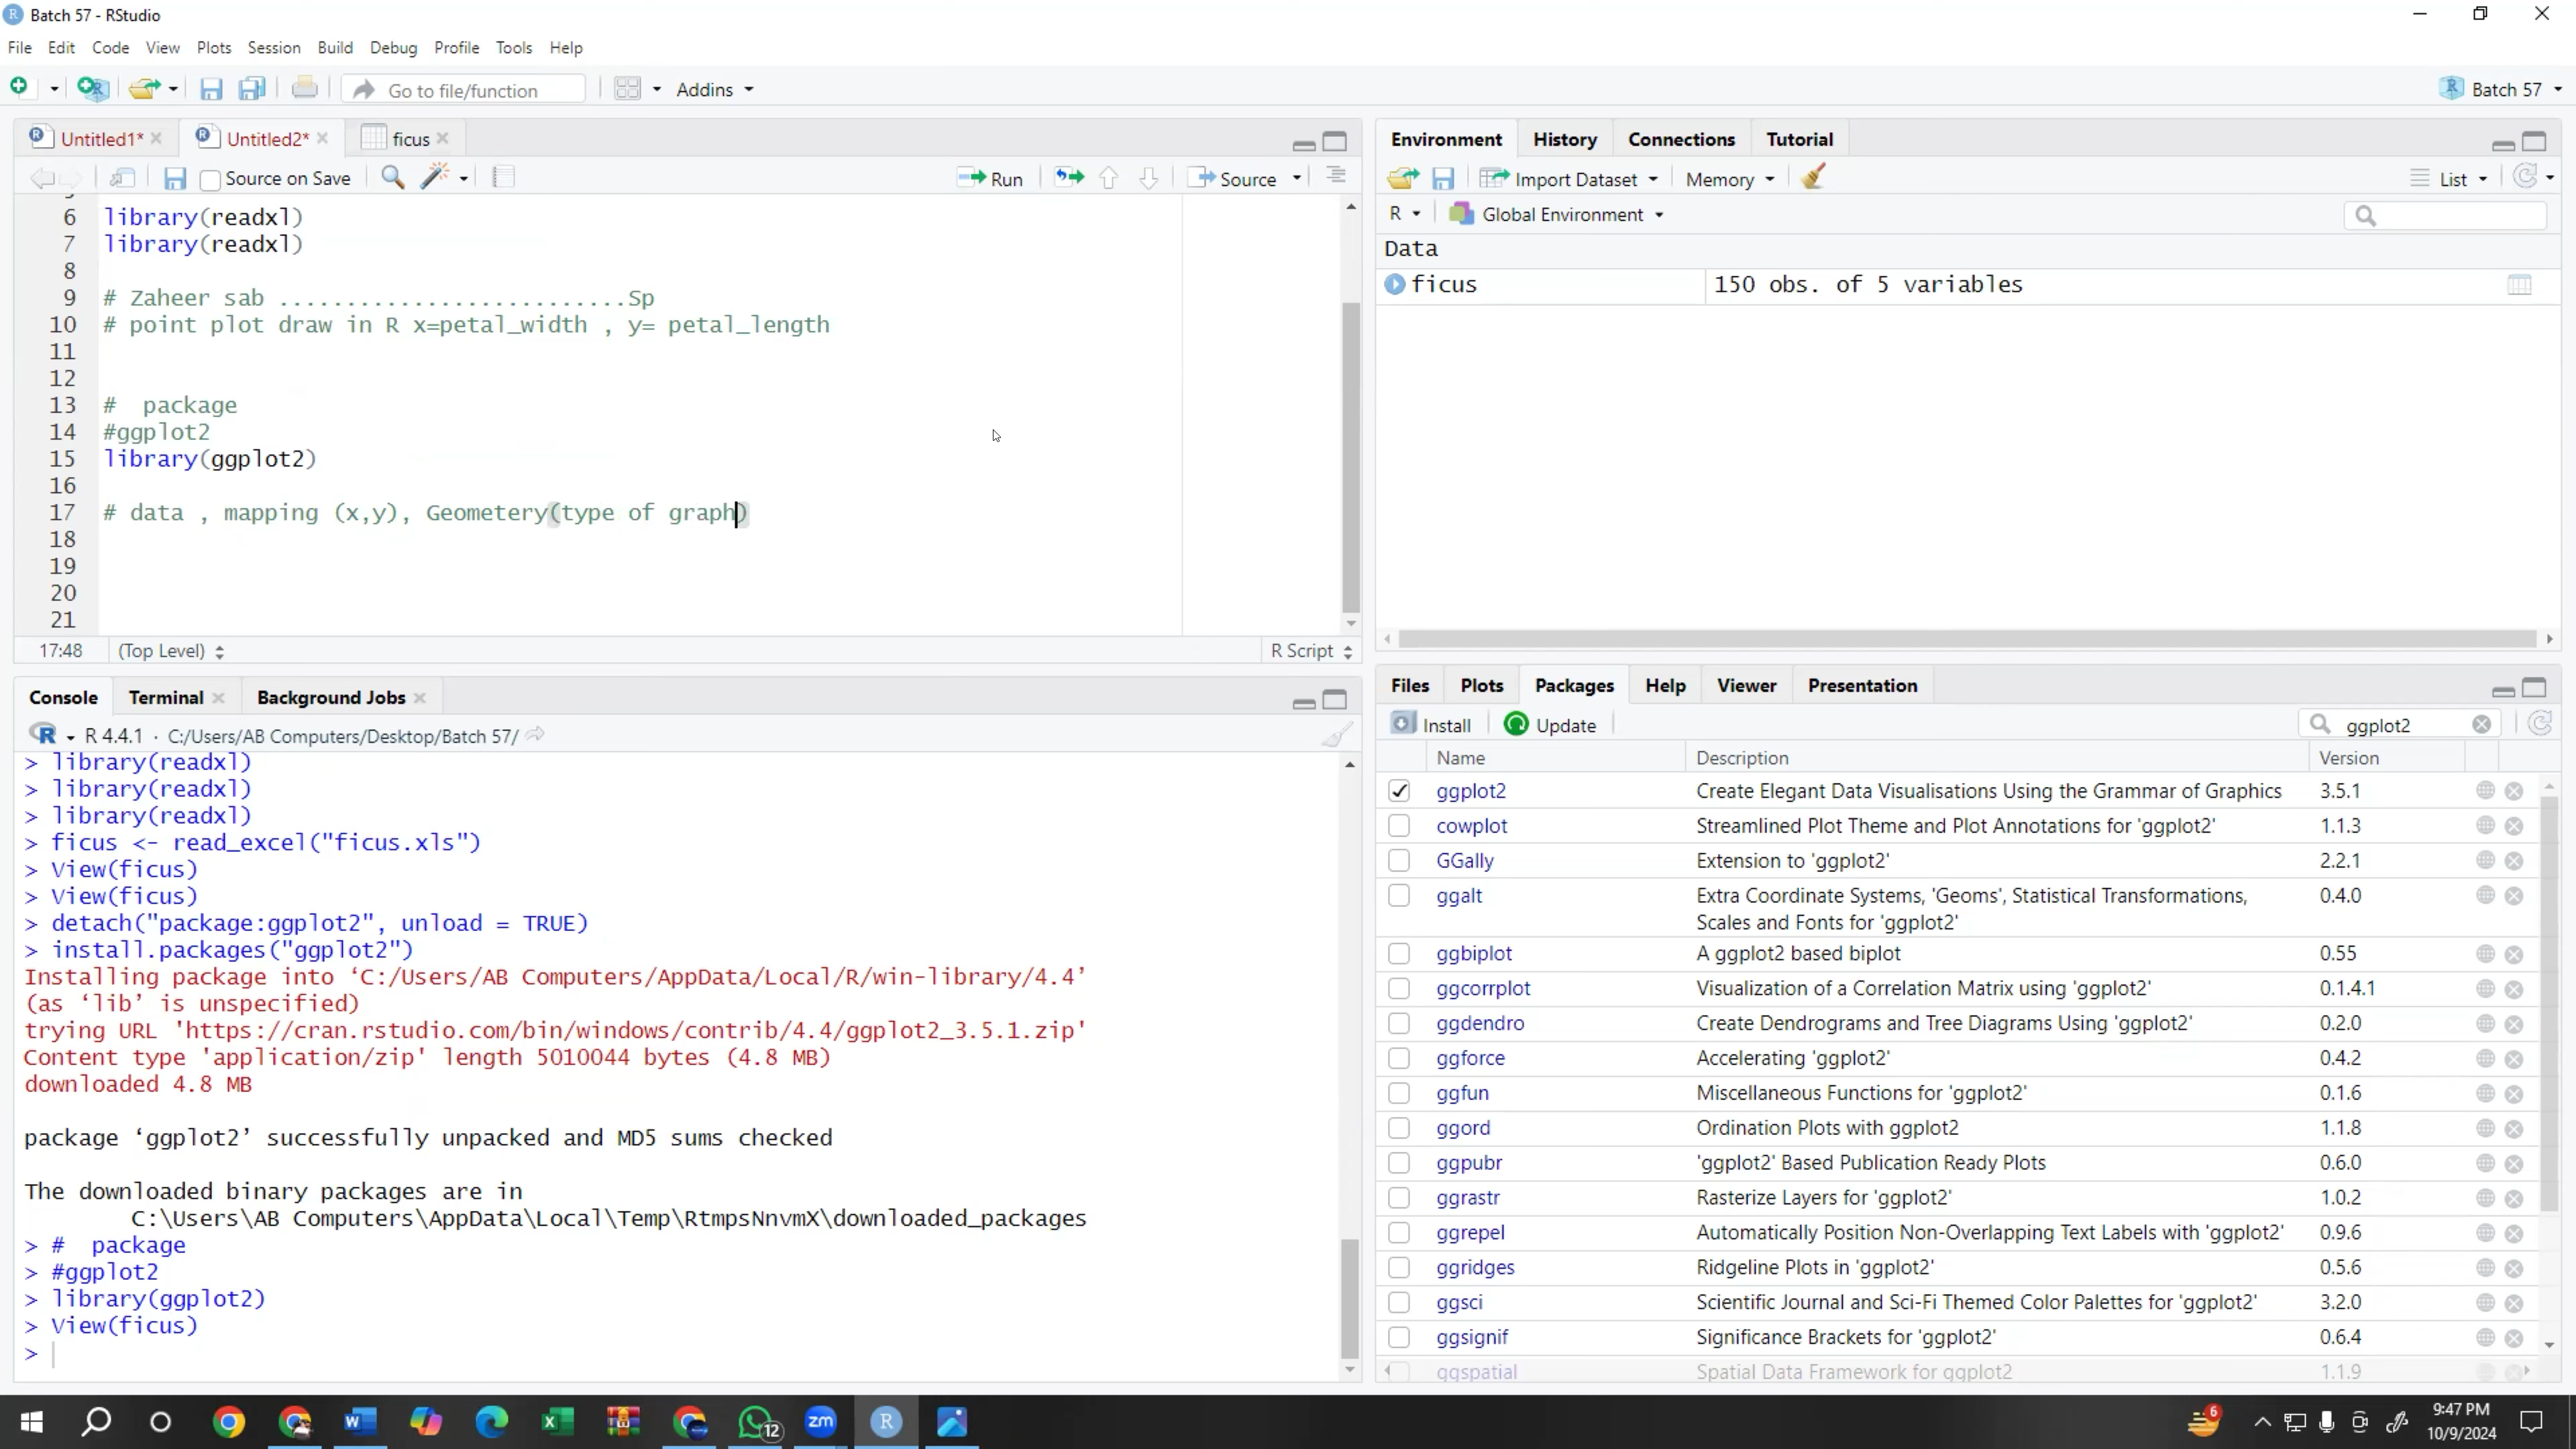 Batch 57 - RStudio
File Edit Code View Plots Session Build Debug Profile Tools Help
Go to file/function Addins Batch 57
Untitled1* Untitled2* ficus
Source on Save Run Source
6 library(readxl)
7 library(readxl)
8
9 # Zaheer sab ..........................Sp
10 # point plot draw in R x=petal_width , y= petal_length
11
12
13 #  package
14 #ggplot2
15 library(ggplot2)
16
17 # data , mapping (x,y), Geometery(type of graph)
18
19
20
21
17:48 (Top Level) R Script
Console Terminal Background Jobs
R 4.4.1 · C:/Users/AB Computers/Desktop/Batch 57/
> library(readxl)
> library(readxl)
> library(readxl)
> ficus <- read_excel("ficus.xls")
> View(ficus)
> View(ficus)
> detach("package:ggplot2", unload = TRUE)
> install.packages("ggplot2")
Installing package into ‘C:/Users/AB Computers/AppData/Local/R/win-library/4.4’
(as ‘lib’ is unspecified)
trying URL 'https://cran.rstudio.com/bin/windows/contrib/4.4/ggplot2_3.5.1.zip'
Content type 'application/zip' length 5010044 bytes (4.8 MB)
downloaded 4.8 MB
package ‘ggplot2’ successfully unpacked and MD5 sums checked
The downloaded binary packages are in
C:\Users\AB Computers\AppData\Local\Temp\RtmpsNnvmX\downloaded_packages
> #  package
> #ggplot2
> library(ggplot2)
> View(ficus)
>
Environment History Connections Tutorial
Import Dataset Memory List
R Global Environment
Data
ficus 150 obs. of 5 variables
Files Plots Packages Help Viewer Presentation
Install Update ggplot2
Name Description Version
ggplot2 Create Elegant Data Visualisations Using the Grammar of Graphics 3.5.1
cowplot Streamlined Plot Theme and Plot Annotations for 'ggplot2' 1.1.3
GGally Extension to 'ggplot2' 2.2.1
ggalt Extra Coordinate Systems, 'Geoms', Statistical Transformations, 0.4.0
Scales and Fonts for 'ggplot2'
ggbiplot A ggplot2 based biplot 0.55
ggcorrplot Visualization of a Correlation Matrix using 'ggplot2' 0.1.4.1
ggdendro Create Dendrograms and Tree Diagrams Using 'ggplot2' 0.2.0
ggforce Accelerating 'ggplot2' 0.4.2
ggfun Miscellaneous Functions for 'ggplot2' 0.1.6
ggord Ordination Plots with ggplot2 1.1.8
ggpubr 'ggplot2' Based Publication Ready Plots 0.6.0
ggrastr Rasterize Layers for 'ggplot2' 1.0.2
ggrepel Automatically Position Non-Overlapping Text Labels with 'ggplot2' 0.9.6
ggridges Ridgeline Plots in 'ggplot2' 0.5.6
ggsci Scientific Journal and Sci-Fi Themed Color Palettes for 'ggplot2' 3.2.0
ggsignif Significance Brackets for 'ggplot2' 0.6.4
ggspatial Spatial Data Framework for ggplot2 1.1.9
12 zm R 6 9:47 PM
10/9/2024